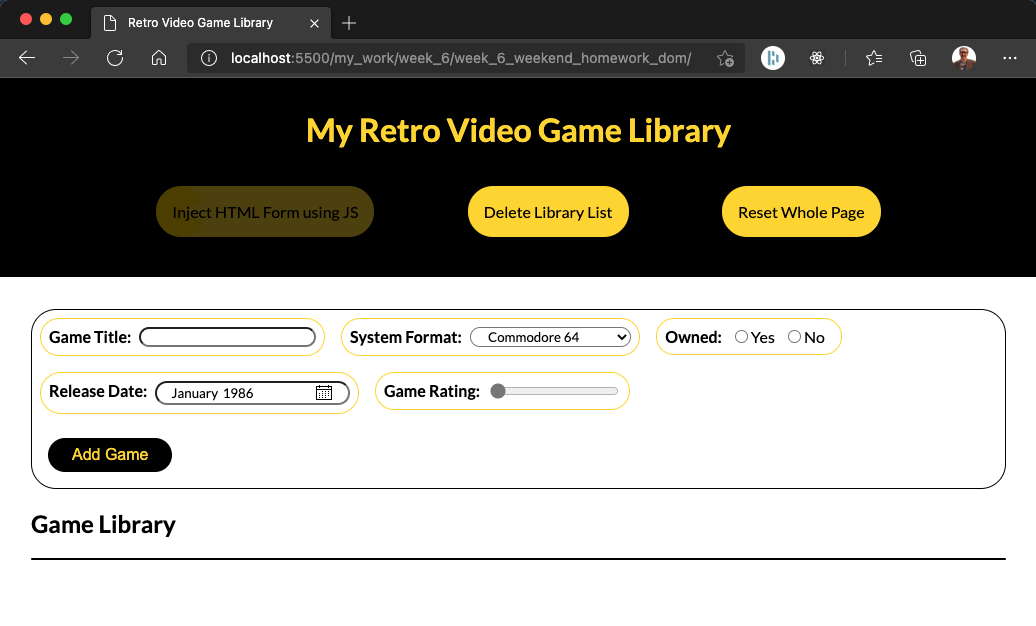 Retro Video Game Library
localhost:5500/my_work/week_6/week_6_weekend_homework_dom/
My Retro Video Game Library
Inject HTML Form using JS
Delete Library List
Reset Whole Page
Game Title:
System Format: Commodore 64
Owned: Yes No
Release Date: January 1986
Game Rating:
Add Game
Game Library